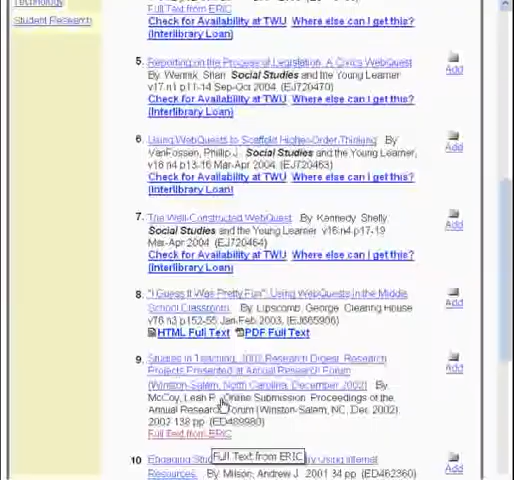 Technology
Student Research
Full Text from ERIC
Check for Availability at TWU Where else can I get this?
(Interlibrary Loan)
5. Reporting on the Process of Legislation. A Civics WebQuest
By Wennik, Shan Social Studies and the Young Learner
v17 n1 p11-14 Sep-Oct 2004. (EJ720470)
Check for Availability at TWU Where else can I get this?
(Interlibrary Loan)
Add
6. Using WebQuests to Scaffold Higher-Order Thinking By
VanFossen, Phillip J. Social Studies and the Young Learner,
v16 n4 p13-16 Mar-Apr 2004. (EJ720463)
Check for Availability at TWU Where else can I get this?
(Interlibrary Loan)
Add
7. The Well-Constructed WebQuest By Kennedy Shelly,
Social Studies and the Young Learner v16 n4 p17-19
Mar-Apr 2004 (EJ720464)
Check for Availability at TWU Where else can I get this?
(Interlibrary Loan)
Add
8. "I Guess It Was Pretty Fun": Using WebQuests in the Middle
School Classroom. By Lipscomb, George Clearing House
v76 n3 p152-55 Jan-Feb 2003, (EJ665906)
HTML Full Text PDF Full Text
Add
9. Studies in Teaching, 2002 Research Digest. Research
Projects Presented at Annual Research Forum
(Winston-Salem, North Carolina, December 2002) By
McCoy, Leah P. Online Submission Proceedings of the
Annual Research Forum (Winston-Salem, NC, Dec. 2002).
2002 138 pp. (ED469980)
Full Text from ERIC
Add
Full Text from ERIC
10. Using Internet
Resources. By Milson, Andrew J. 2001 34 pp (ED462360)
Add